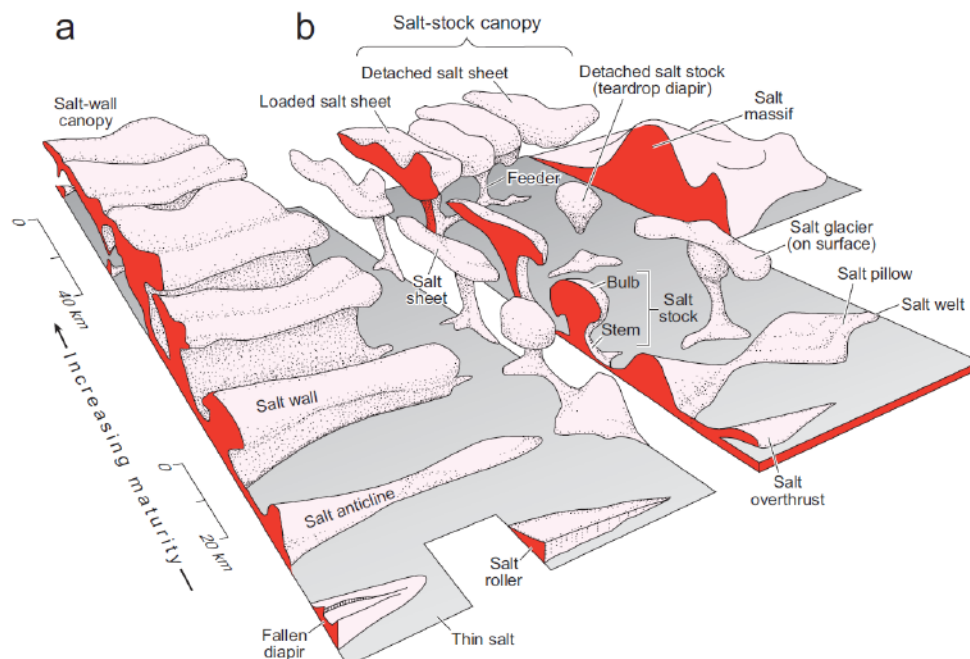 a
b
Salt-stock canopy
Detached salt sheet
Loaded salt sheet
Detached salt stock
(teardrop diapir)
Salt
massif
Salt-wall
canopy
Feeder
Salt glacier
(on surface)
Salt pillow
Salt welt
Salt
sheet
Bulb
Salt
stock
Stem
0
40 km
Increasing maturity
Salt wall
0
20 km
Salt anticline
Salt
overthrust
Salt
roller
Fallen
diapir
Thin salt